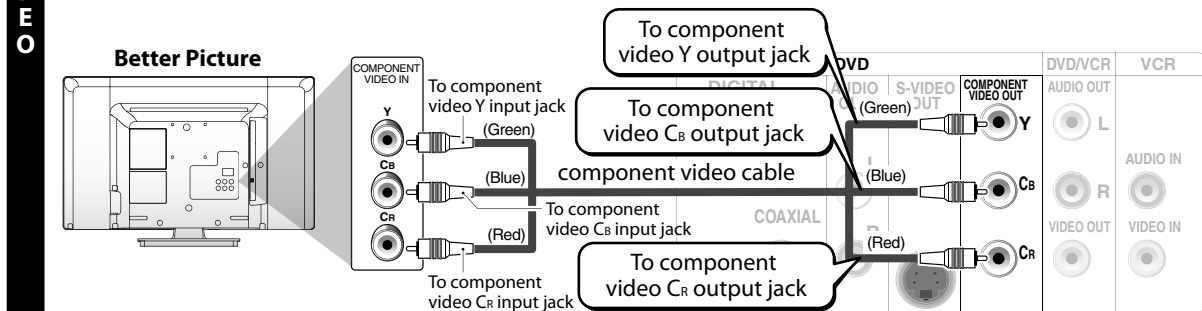 E
O
Better Picture
COMPONENT
VIDEO IN
Y
CB
CR
To component
video Y input jack
(Green)
(Blue)
(Red)
To component
video CB input jack
To component
video CR input jack
component video cable
To component
video Y output jack
To component
video CB output jack
To component
video CR output jack
(Green)
(Blue)
(Red)
DIGITAL
COAXIAL
DVD
AUDIO
L
R
S-VIDEO
OUT
COMPONENT
VIDEO OUT
Y
CB
CR
DVD/VCR
AUDIO OUT
L
R
VIDEO OUT
VCR
AUDIO IN
VIDEO IN